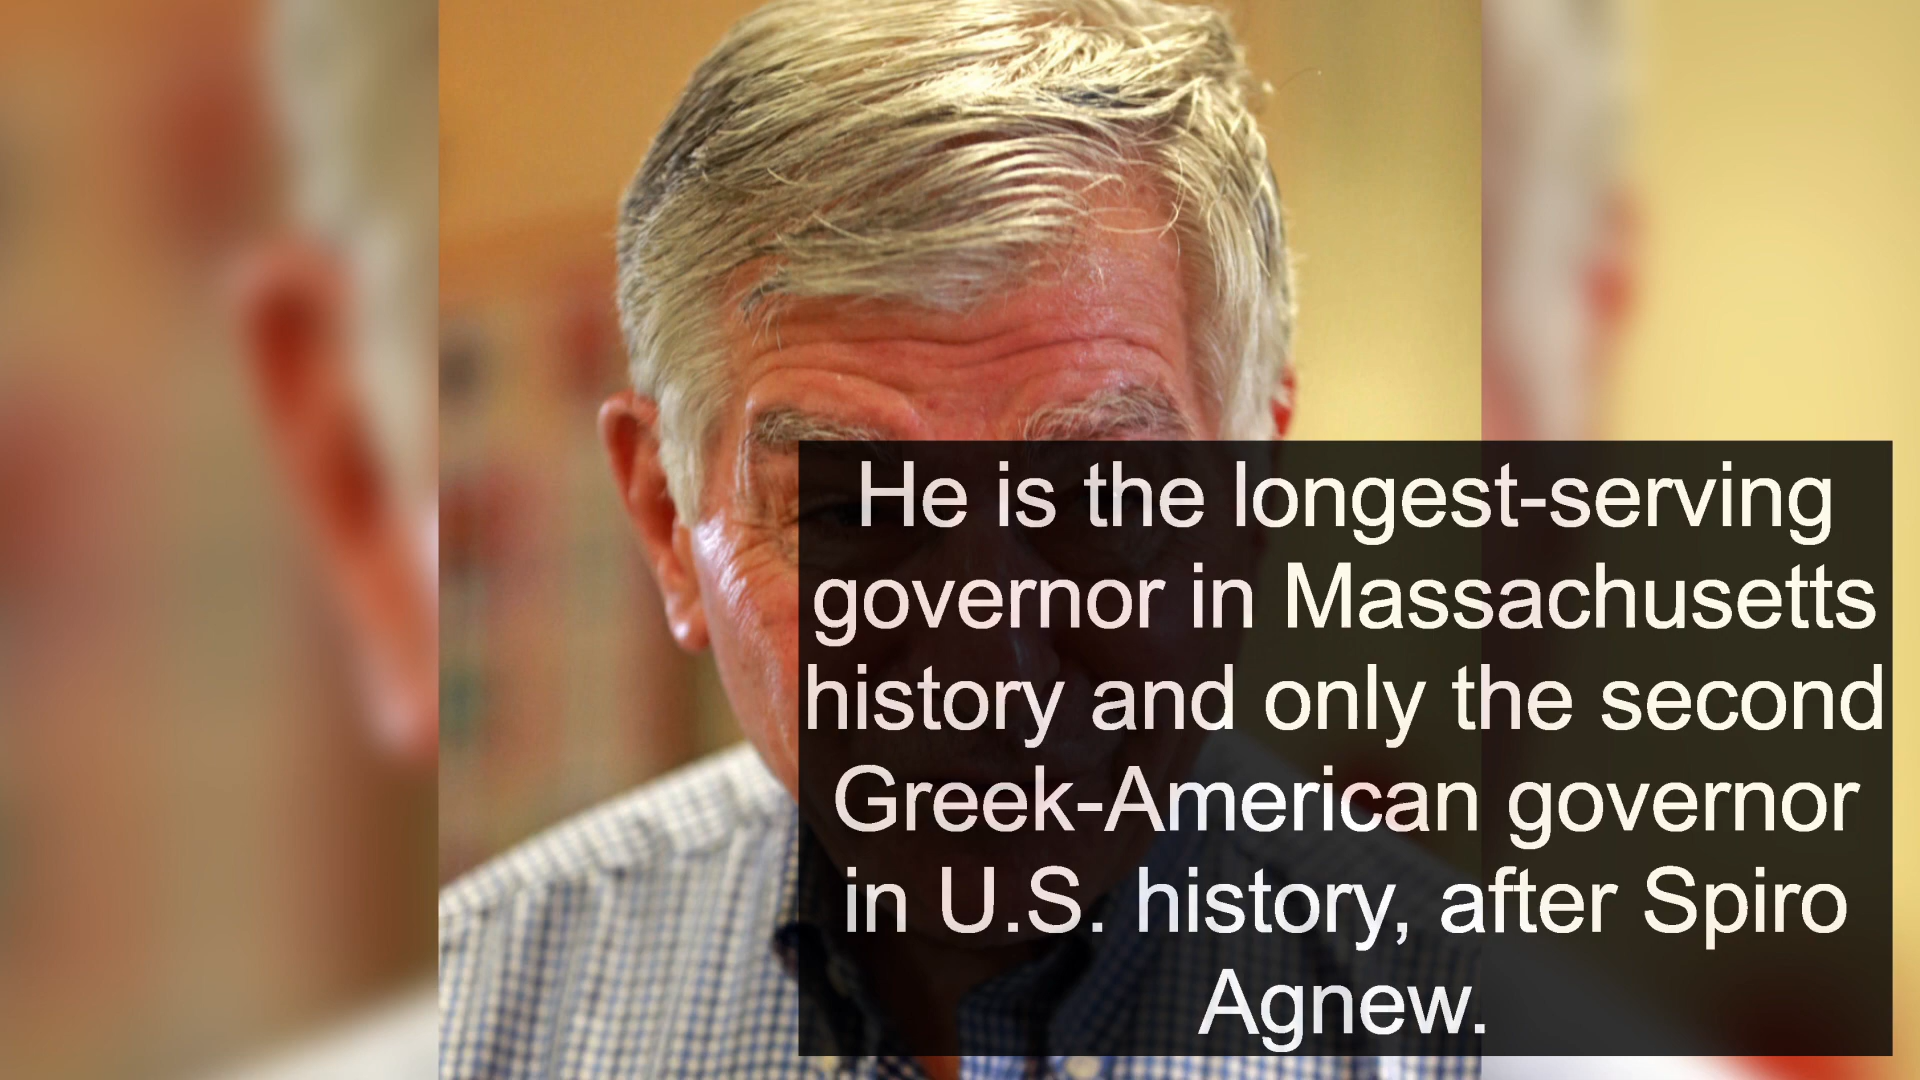 He is the longest-serving
governor in Massachusetts
history and only the second
Greek-American governor
in U.S. history, after Spiro
Agnew.